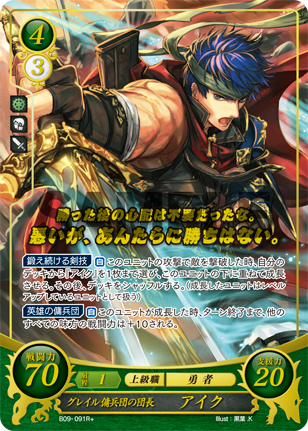 4
3
勝った後の心配は不要だったな。
悪いが、あんたらに勝ちはない。
鍛え続ける剣技 自 このユニットの攻撃で敵を撃破した時、自分の
デッキから『アイク』を1枚まで選び、このユニットの下に重ねて成長
させる。その後、デッキをシャッフルする。（成長したユニットはレベル
アップしているユニットとして扱う）
英雄の傭兵団 自 このユニットが成長した時、ターン終了まで、他の
すべての味方の戦闘力は+10される。
戦闘力
70
射程
1
上級職
勇者
支援力
20
グレイル傭兵団の団長 アイク
B09-091R+
Illust：黒葉.K